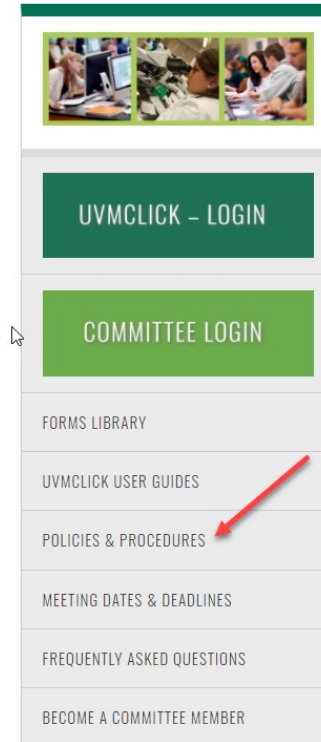 UVMCLICK – LOGIN
COMMITTEE LOGIN
FORMS LIBRARY
UVMCLICK USER GUIDES
POLICIES & PROCEDURES
MEETING DATES & DEADLINES
FREQUENTLY ASKED QUESTIONS
BECOME A COMMITTEE MEMBER